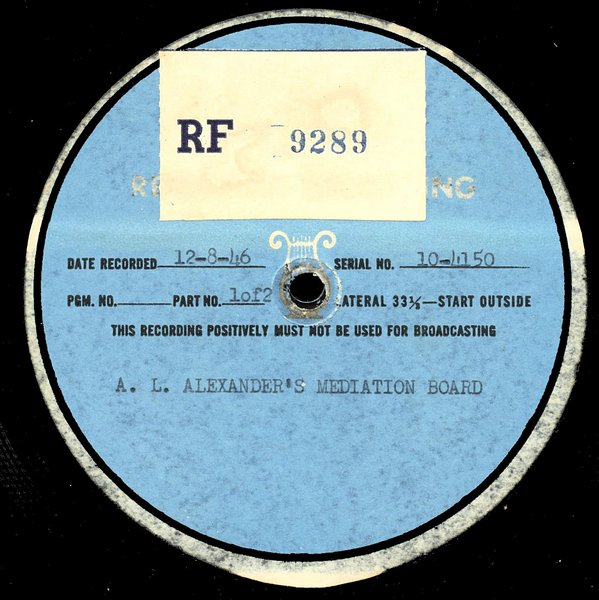 RF 9289
DATE RECORDED 12-8-46 SERIAL NO. 10-4150
PGM. NO. PART NO. 1of2 LATERAL 33⅓—START OUTSIDE
THIS RECORDING POSITIVELY MUST NOT BE USED FOR BROADCASTING
A. L. ALEXANDER'S MEDIATION BOARD